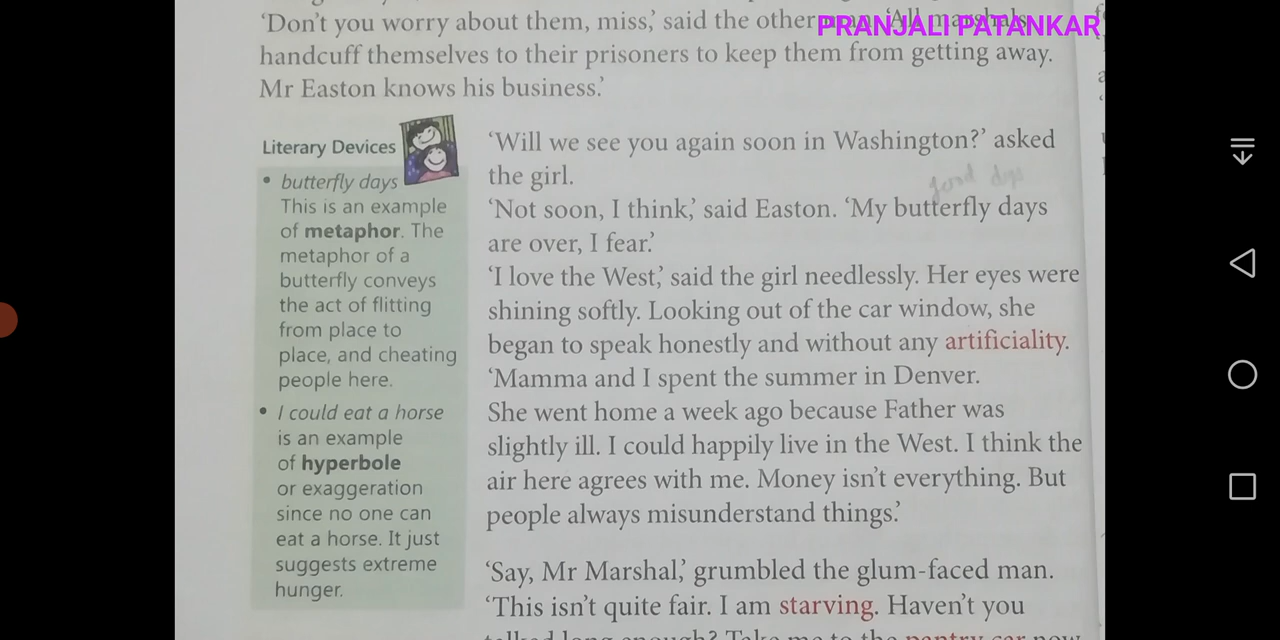 ‘Don’t you worry about them, miss,’ said the other
PRANJALI PATANKAR
handcuff themselves to their prisoners to keep them from getting away.
Mr Easton knows his business.’
Literary Devices
• butterfly days
This is an example
of metaphor. The
metaphor of a
butterfly conveys
the act of flitting
from place to
place, and cheating
people here.
• I could eat a horse
is an example
of hyperbole
or exaggeration
since no one can
eat a horse. It just
suggests extreme
hunger.
‘Will we see you again soon in Washington?’ asked
the girl.
good days
‘Not soon, I think,’ said Easton. ‘My butterfly days
are over, I fear.’
‘I love the West,’ said the girl needlessly. Her eyes were
shining softly. Looking out of the car window, she
began to speak honestly and without any artificiality.
‘Mamma and I spent the summer in Denver.
She went home a week ago because Father was
slightly ill. I could happily live in the West. I think the
air here agrees with me. Money isn’t everything. But
people always misunderstand things.’
‘Say, Mr Marshal,’ grumbled the glum-faced man.
‘This isn’t quite fair. I am starving. Haven’t you